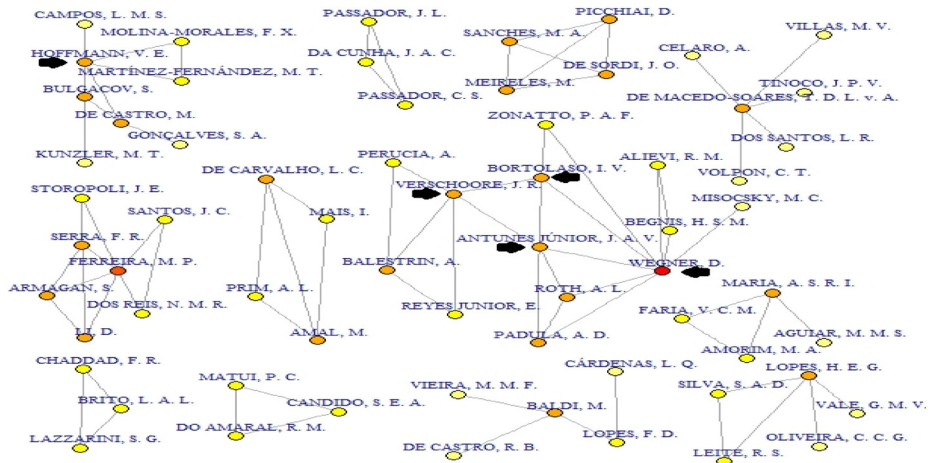 CAMPOS, L. M. S.
MOLINA-MORALES, F. X.
HOFFMANN, V. E.
MARTÍNEZ-FERNÁNDEZ, M. T.
BULGACOV, S.
DE CASTRO, M.
GONÇALVES, S. A.
KUNZLER, M. T.
PASSADOR, J. L.
DA CUNHA, J. A. C.
PASSADOR, C. S.
PICCHIAI, D.
SANCHES, M. A.
DE SORDI, J. O.
MEIRELES, M.
VILLAS, M. V.
CELARO, A.
TINOCO, J. P. V.
DE MACEDO-SOARES, T. D. L. v. A.
DOS SANTOS, L. R.
VOLPON, C. T.
STOROPOLI, J. E.
SANTOS, J. C.
SERRA, F. R.
FERREIRA, M. P.
ARMAGAN, S.
DOS REIS, N. M. R.
LI, D.
DE CARVALHO, L. C.
MAIS, I.
PRIM, A. L.
AMAL, M.
ZONATTO, P. A. F.
PERUCIA, A.
BORTOLASO, I. V.
ALIEVI, R. M.
VERSCHOORE, J. R.
MISOCSKY, M. C.
BEGNIS, H. S. M.
ANTUNES JÚNIOR, J. A. V.
BALESTRIN, A.
WEGNER, D.
ROTH, A. L.
REYES JUNIOR, E.
PADULA, A. D.
MARIA, A. S. R. I.
FARIA, V. C. M.
AGUIAR, M. M. S.
AMORIM, M. A.
CHADDAD, F. R.
BRITO, L. A. L.
LAZZARINI, S. G.
MATUI, P. C.
CANDIDO, S. E. A.
DO AMARAL, R. M.
CÁRDENAS, L. Q.
VIEIRA, M. M. F.
BALDI, M.
LOPES, F. D.
DE CASTRO, R. B.
LOPES, H. E. G.
SILVA, S. A. D.
VALE, G. M. V.
OLIVEIRA, C. C. G.
LEITE, R. S.